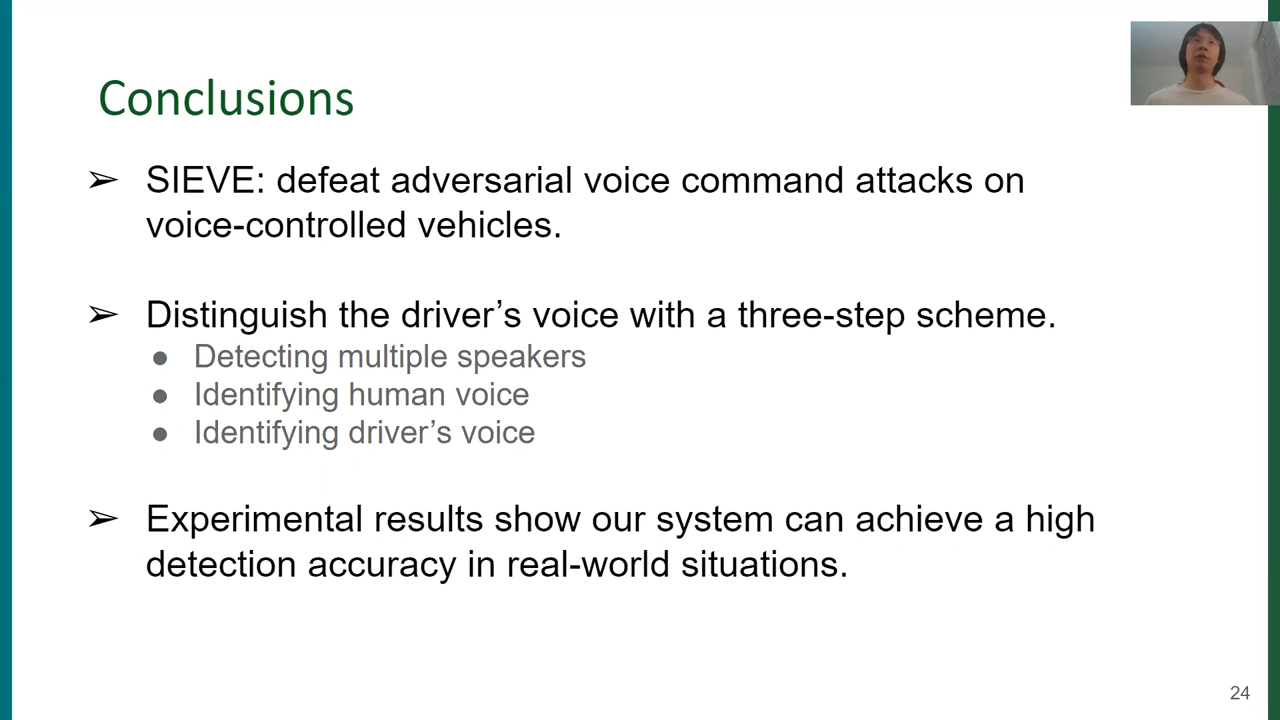 Conclusions
➢ SIEVE: defeat adversarial voice command attacks on
voice-controlled vehicles.
➢ Distinguish the driver’s voice with a three-step scheme.
● Detecting multiple speakers
● Identifying human voice
● Identifying driver’s voice
➢ Experimental results show our system can achieve a high
detection accuracy in real-world situations.
24